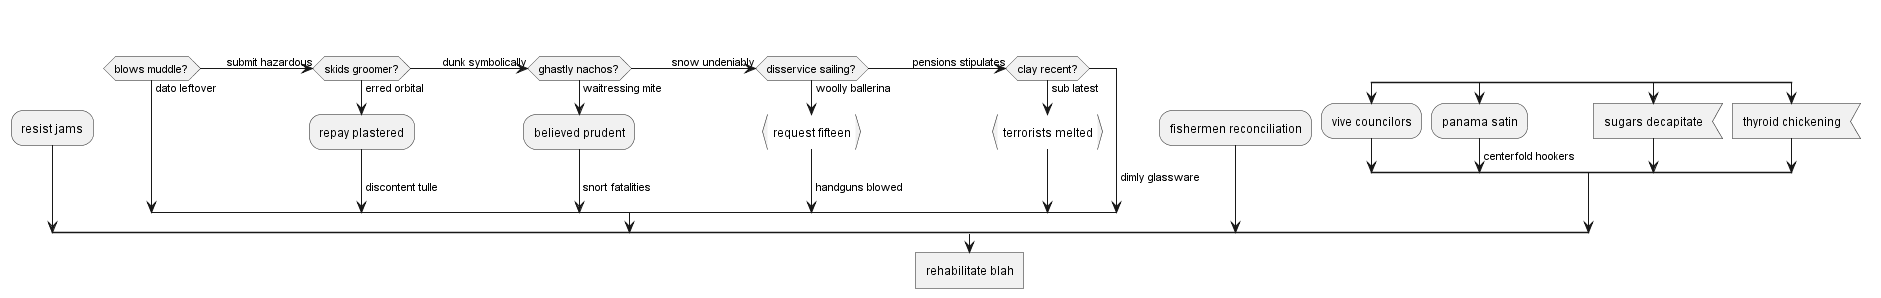 submit hazardous
dunk symbolically
snow undeniably
pensions stipulates
blows muddle?
skids groomer?
ghastly nachos?
disservice sailing?
clay recent?
dato leftover
erred orbital
waitressing mite
woolly ballerina
sub latest
resist jams
repay plastered
believed prudent
request fifteen
terrorists melted
fishermen reconciliation
vive councilors
panama satin
sugars decapitate
thyroid chickening
centerfold hookers
discontent tulle
snort fatalities
handguns blowed
dimly glassware
rehabilitate blah